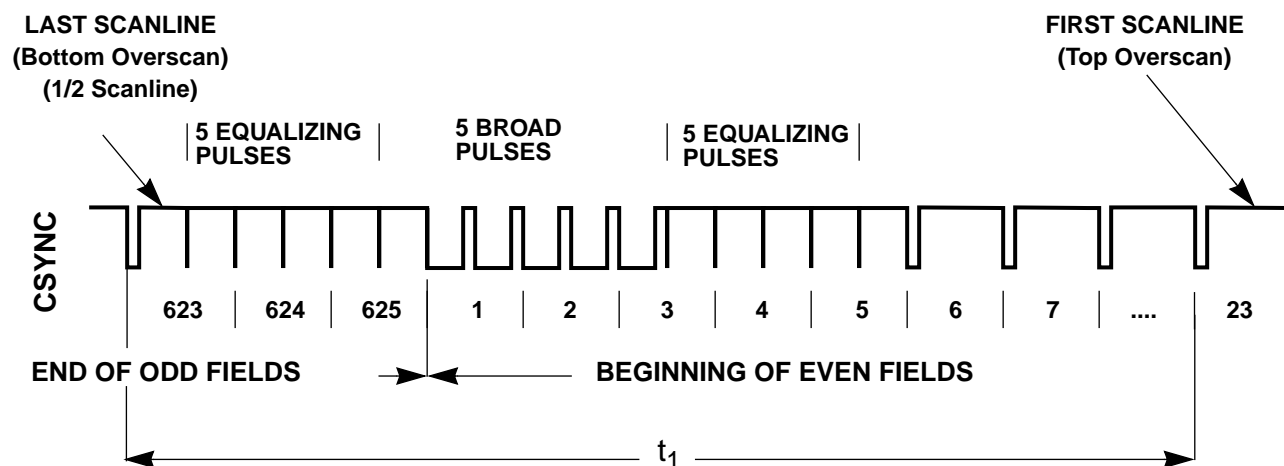 LAST SCANLINE
(Bottom Overscan)
(1/2 Scanline)
FIRST SCANLINE
(Top Overscan)
5 EQUALIZING
PULSES
5 BROAD
PULSES
5 EQUALIZING
PULSES
CSYNC
623 624 625 1 2 3 4 5 6 7 .... 23
END OF ODD FIELDS
BEGINNING OF EVEN FIELDS
t1